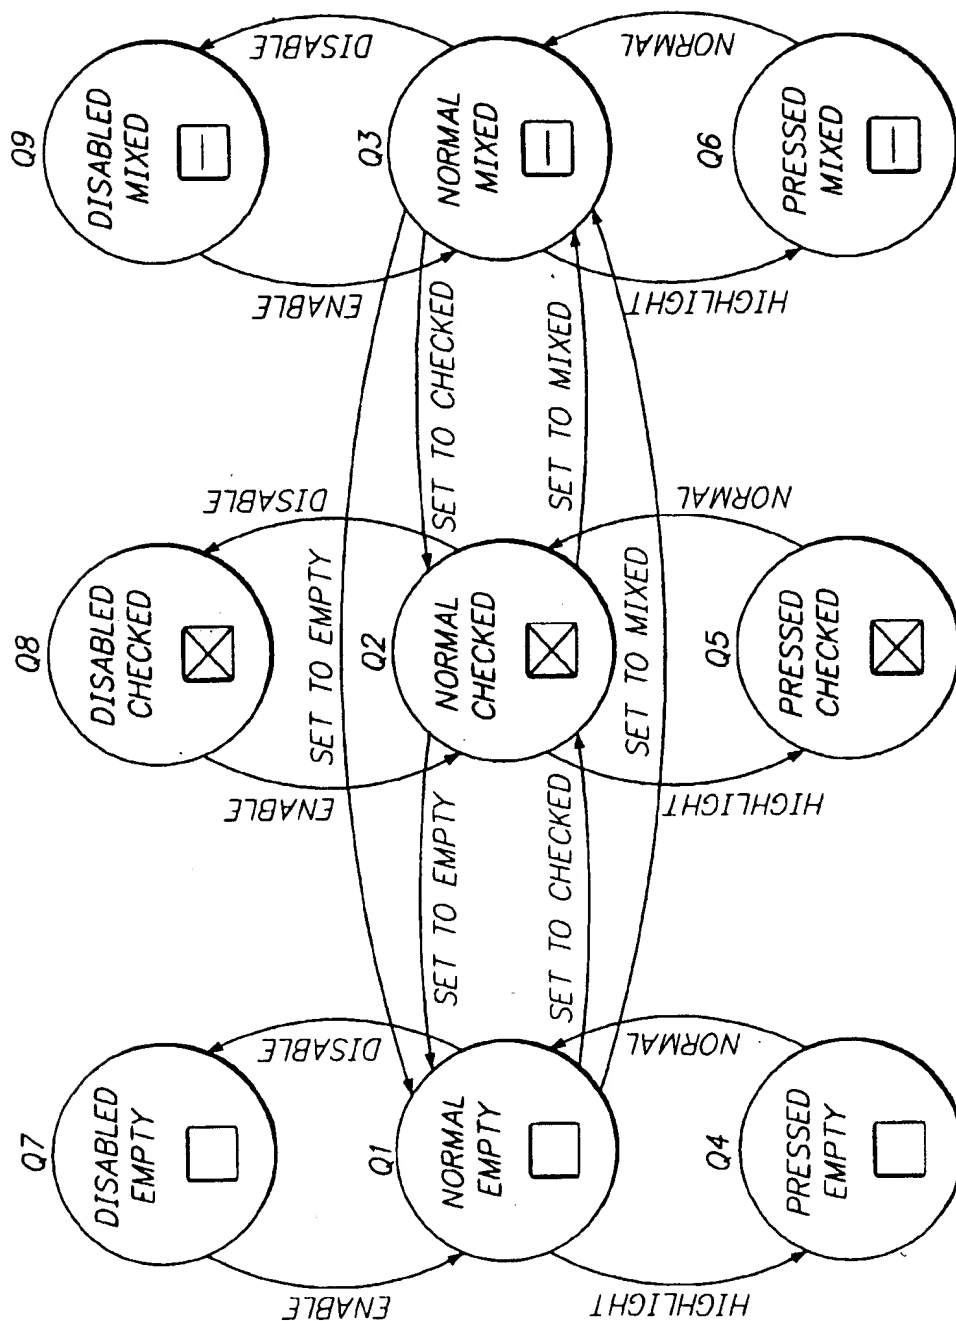 Q7
DISABLED
EMPTY
Q8
DISABLED
CHECKED
Q9
DISABLED
MIXED
ENABLE
DISABLE
ENABLE
DISABLE
ENABLE
DISABLE
SET TO EMPTY
Q1
NORMAL
EMPTY
Q2
NORMAL
CHECKED
Q3
NORMAL
MIXED
SET TO EMPTY
SET TO CHECKED
SET TO CHECKED
SET TO MIXED
SET TO MIXED
HIGHLIGHT
NORMAL
HIGHLIGHT
NORMAL
HIGHLIGHT
NORMAL
Q4
PRESSED
EMPTY
Q5
PRESSED
CHECKED
Q6
PRESSED
MIXED